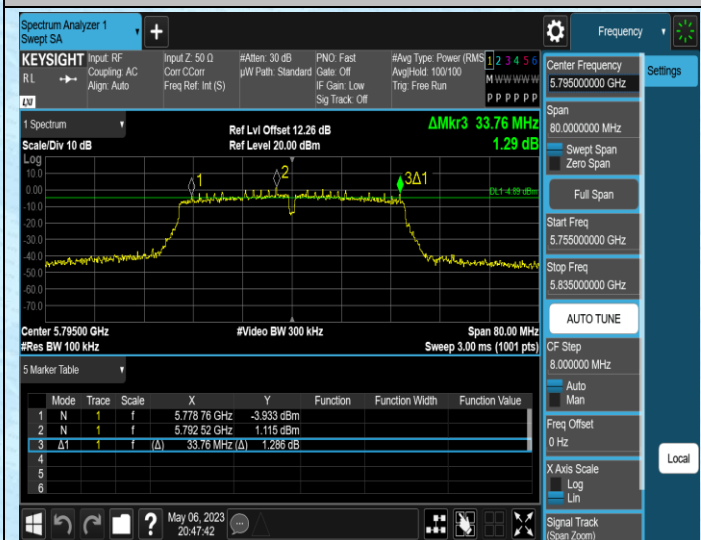 Spectrum Analyzer 1
Swept SA
+
Frequency
KEYSIGHT
RL
LXI
Input: RF
Coupling: AC
Align: Auto
Input Z: 50 Ω
Corr CCorr
Freq Ref: Int (S)
#Atten: 30 dB
µW Path: Standard
PNO: Fast
Gate: Off
IF Gain: Low
Sig Track: Off
#Avg Type: Power (RMS
Avg|Hold: 100/100
Trig: Free Run
1 2 3 4 5 6
M W W W W W
P P P P P P
1 Spectrum
Scale/Div 10 dB
Ref Lvl Offset 12.26 dB
Ref Level 20.00 dBm
ΔMkr3 33.76 MHz
1.29 dB
Log
10.0
0.00
-10.0
-20.0
-30.0
-40.0
-50.0
-60.0
-70.0
1
2
3Δ1
DL1 -4.89 dBm
Center 5.79500 GHz
#Res BW 100 kHz
#Video BW 300 kHz
Span 80.00 MHz
Sweep 3.00 ms (1001 pts)
5 Marker Table
Mode Trace Scale X Y Function Function Width Function Value
1 N 1 f 5.778 76 GHz -3.933 dBm
2 N 1 f 5.792 52 GHz 1.115 dBm
3 Δ1 1 f (Δ) 33.76 MHz (Δ) 1.286 dB
4
5
6
May 06, 2023
20:47:42
Center Frequency
5.795000000 GHz
Span
80.0000000 MHz
Swept Span
Zero Span
Full Span
Start Freq
5.755000000 GHz
Stop Freq
5.835000000 GHz
AUTO TUNE
CF Step
8.000000 MHz
Auto
Man
Freq Offset
0 Hz
X Axis Scale
Log
Lin
Signal Track
(Span Zoom)
Settings
Local